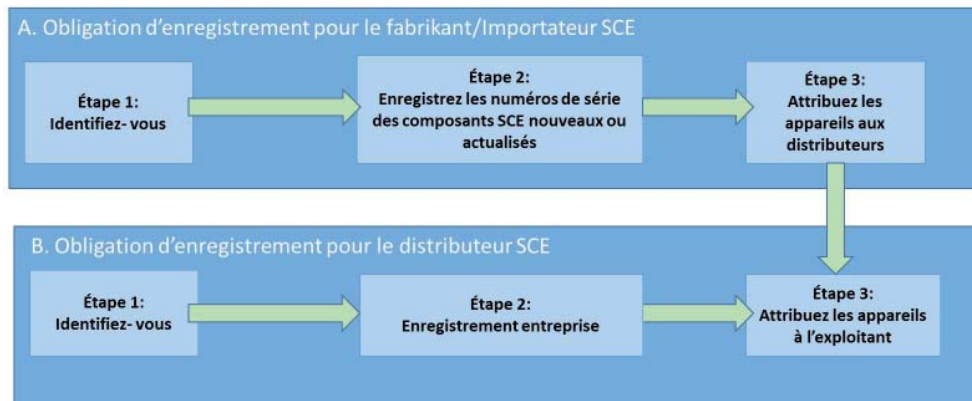 A. Obligation d'enregistrement pour le fabrikant/Importateur SCE
Étape 1:
Identifiez- vous
Étape 2:
Enregistrez les numéros de série
des composants SCE nouveaux ou
actualisés
Étape 3:
Attribuez les
appareils aux
distributeurs
B. Obligation d'enregistrement pour le distributeur SCE
Étape 1:
Identifiez- vous
Étape 2:
Enregistrement entreprise
Étape 3:
Attribuez les appareils
à l'exploitant